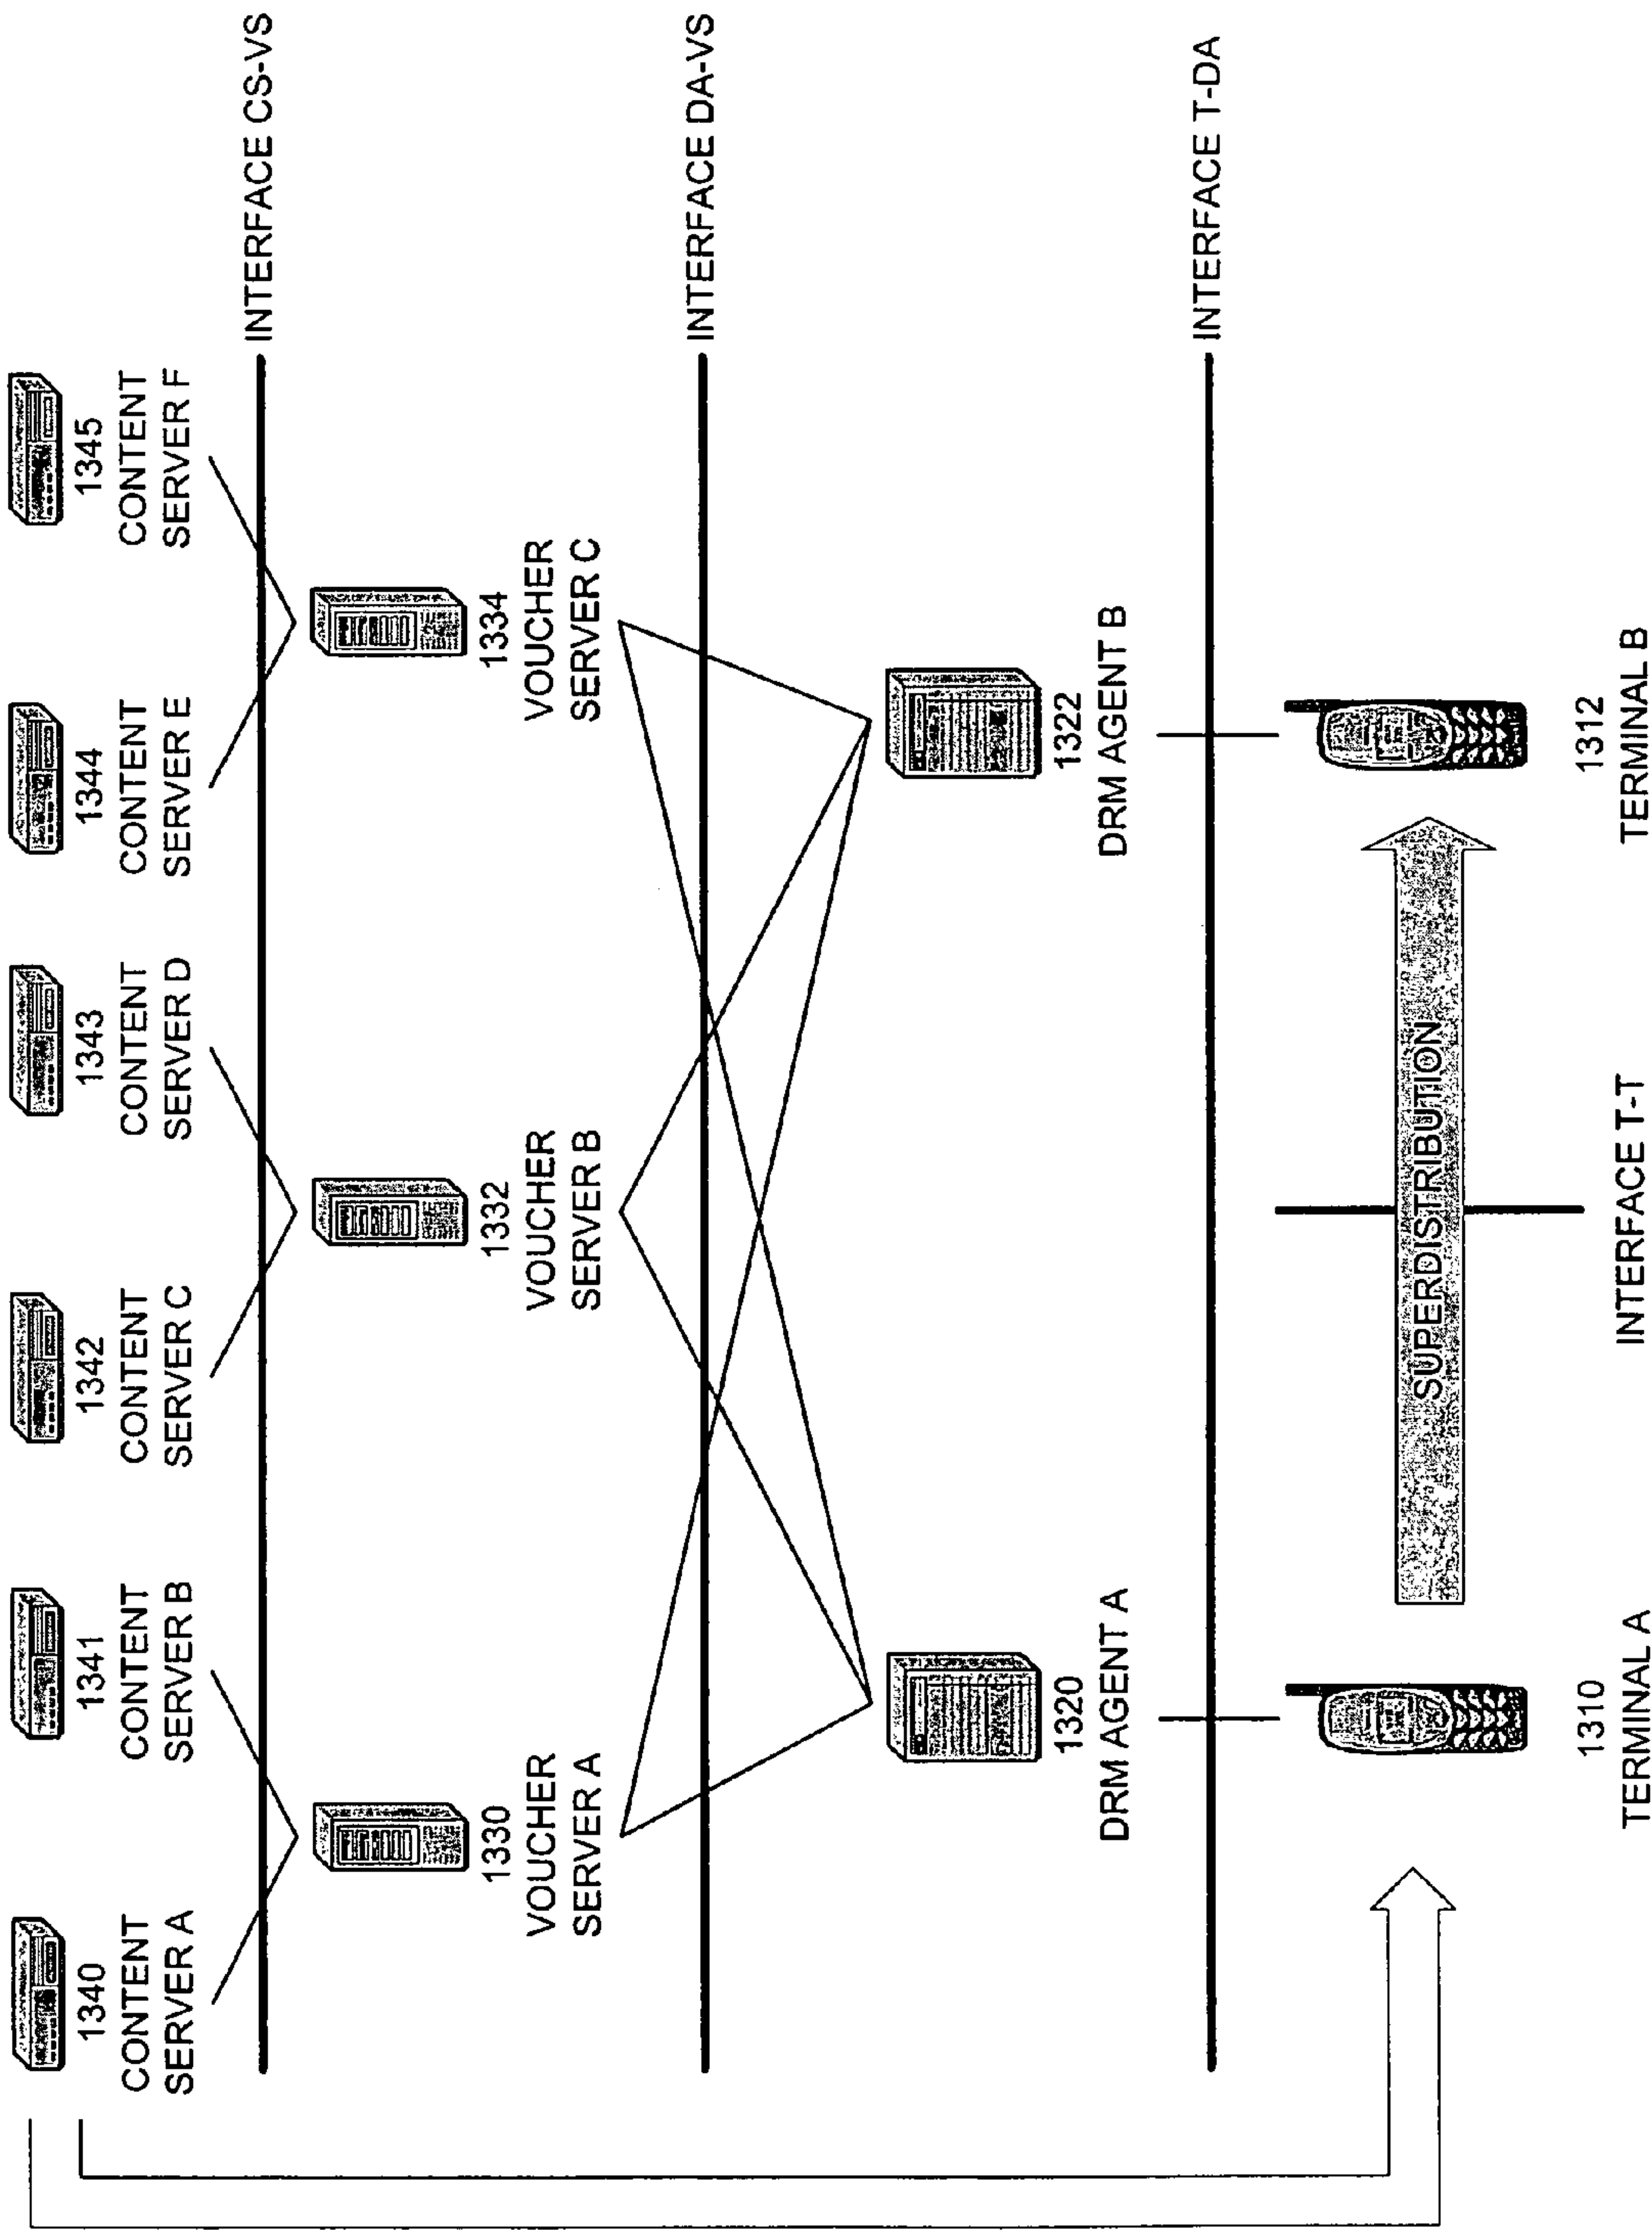 1340
CONTENT
SERVER A
1341
CONTENT
SERVER B
1342
CONTENT
SERVER C
1343
CONTENT
SERVER D
1344
CONTENT
SERVER E
1345
CONTENT
SERVER F
INTERFACE CS-VS
1330
VOUCHER
SERVER A
1332
VOUCHER
SERVER B
1334
VOUCHER
SERVER C
INTERFACE DA-VS
1320
DRM AGENT A
1322
DRM AGENT B
INTERFACE T-DA
SUPERDISTRIBUTION
1310
TERMINAL A
INTERFACE T-T
1312
TERMINAL B